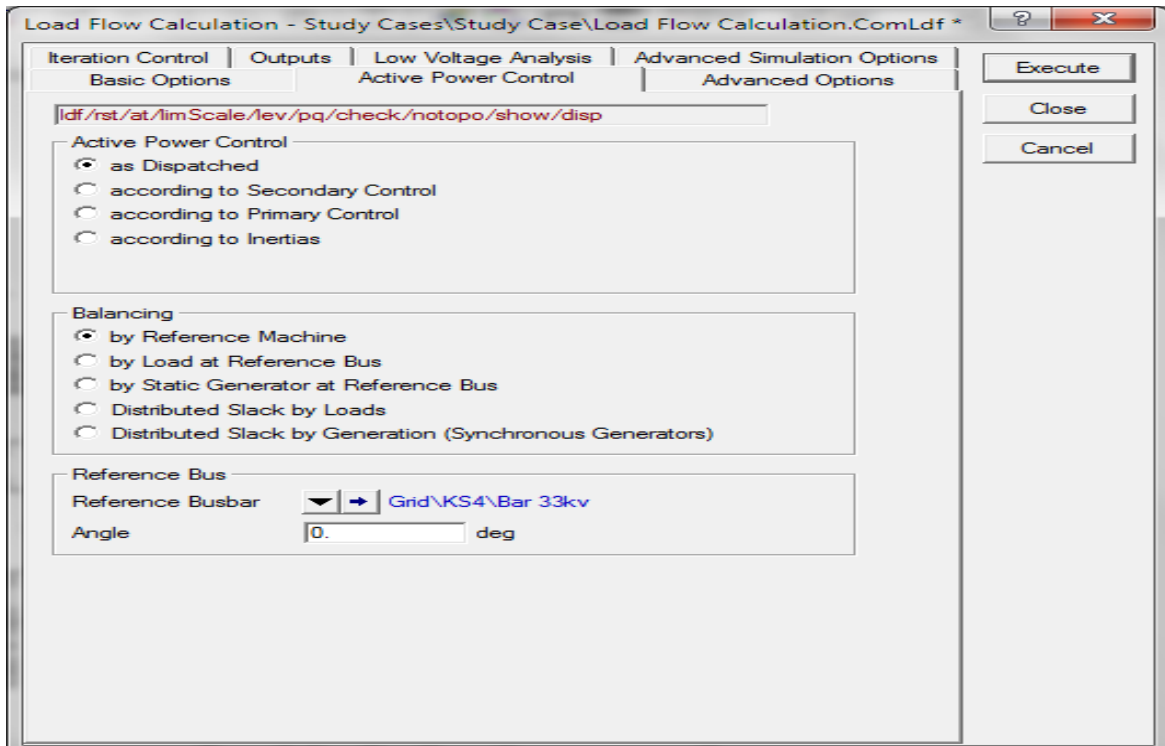 Load Flow Calculation - Study Cases\Study Case\Load Flow Calculation.ComLdf *
Iteration Control | Outputs | Low Voltage Analysis | Advanced Simulation Options
Basic Options | Active Power Control | Advanced Options
Execute
Close
Cancel
ldf/rst/at/limScale/lev/pq/check/notopo/show/disp
Active Power Control
as Dispatched
according to Secondary Control
according to Primary Control
according to Inertias
Balancing
by Reference Machine
by Load at Reference Bus
by Static Generator at Reference Bus
Distributed Slack by Loads
Distributed Slack by Generation (Synchronous Generators)
Reference Bus
Reference Busbar Grid\KS4\Bar 33kv
Angle 0. deg